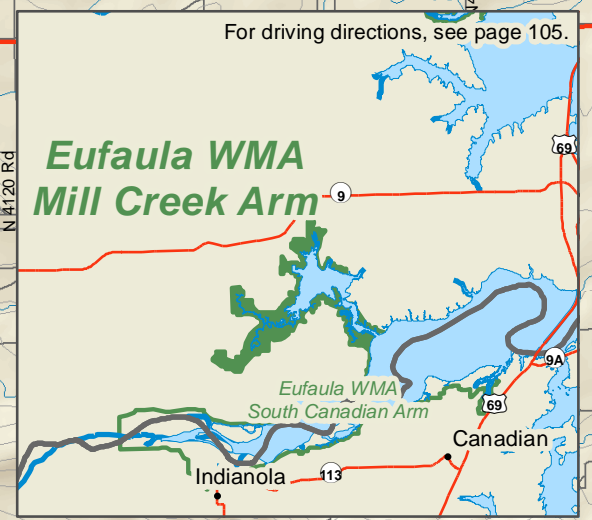 For driving directions, see page 105.
69
Eufaula WMA
Mill Creek Arm
N 4120 Rd
9
9A
Eufaula WMA
South Canadian Arm
69
Canadian
Indianola
113